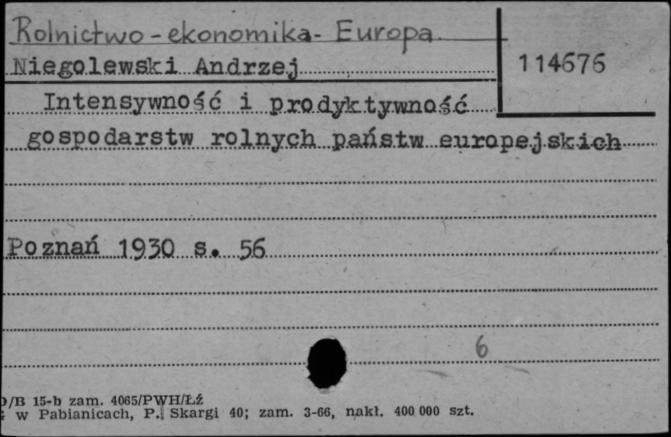 Rolnictwo - ekonomika - Europa
Niegolewski Andrzej
114676
Intensywność i prodyktywność
gospodarstw rolnych państw europejskich
Poznań 1930 s. 56
6
/B 15-b zam. 4065/PWH/Łź
w Pabianicach, P. Skargi 40; zam. 3-66, nakł. 400 000 szt.